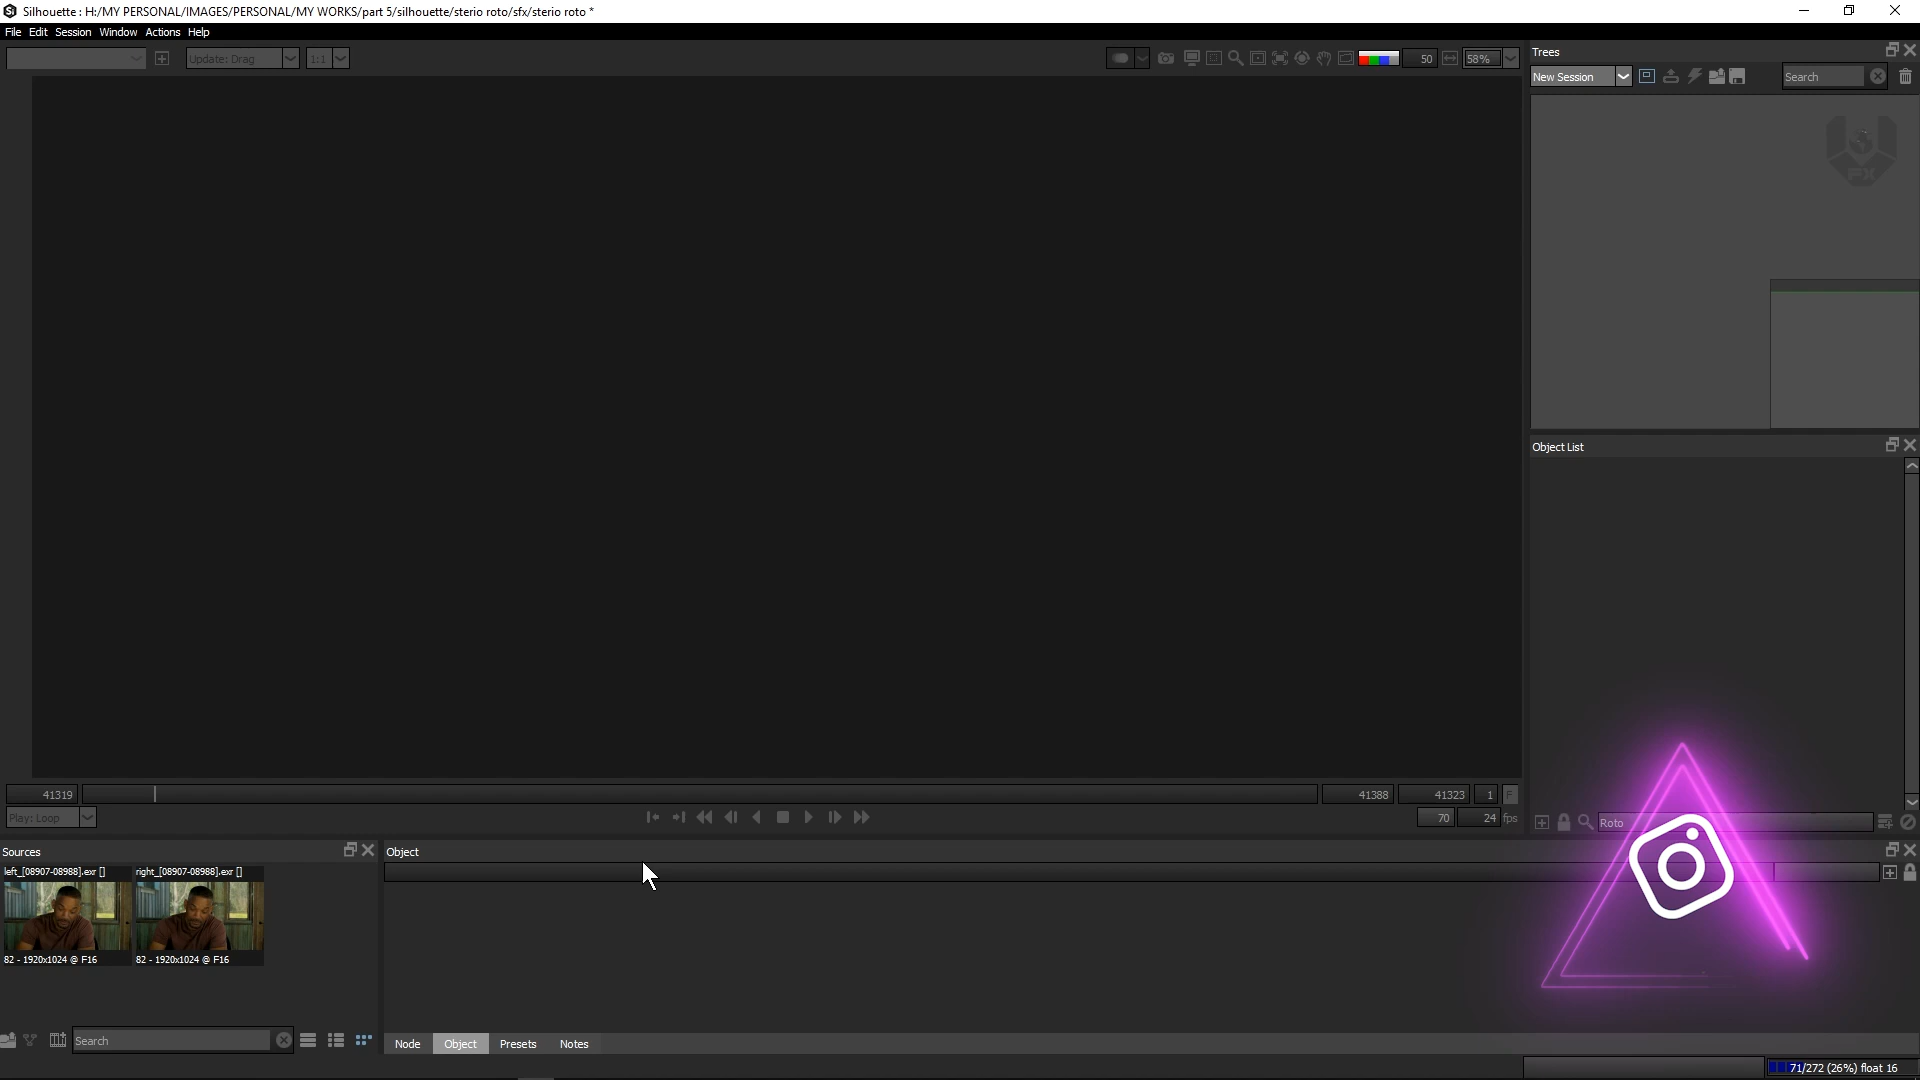 Silhouette : H:/MY PERSONAL/IMAGES/PERSONAL/MY WORKS/part 5/silhouette/sterio roto/sfx/sterio roto *
File Edit Session Window Actions Help
Update: Drag 1:1 50 58%
Trees
New Session Search
FX
Object List
41319 41388 41323 1 F
Play: Loop 70 24 fps
Roto
Sources
left_[08907-08988].exr [] right_[08907-08988].exr []
82 - 1920x1024 @ F16 82 - 1920x1024 @ F16
Search
Object
Node Object Presets Notes
71/272 (26%) float 16